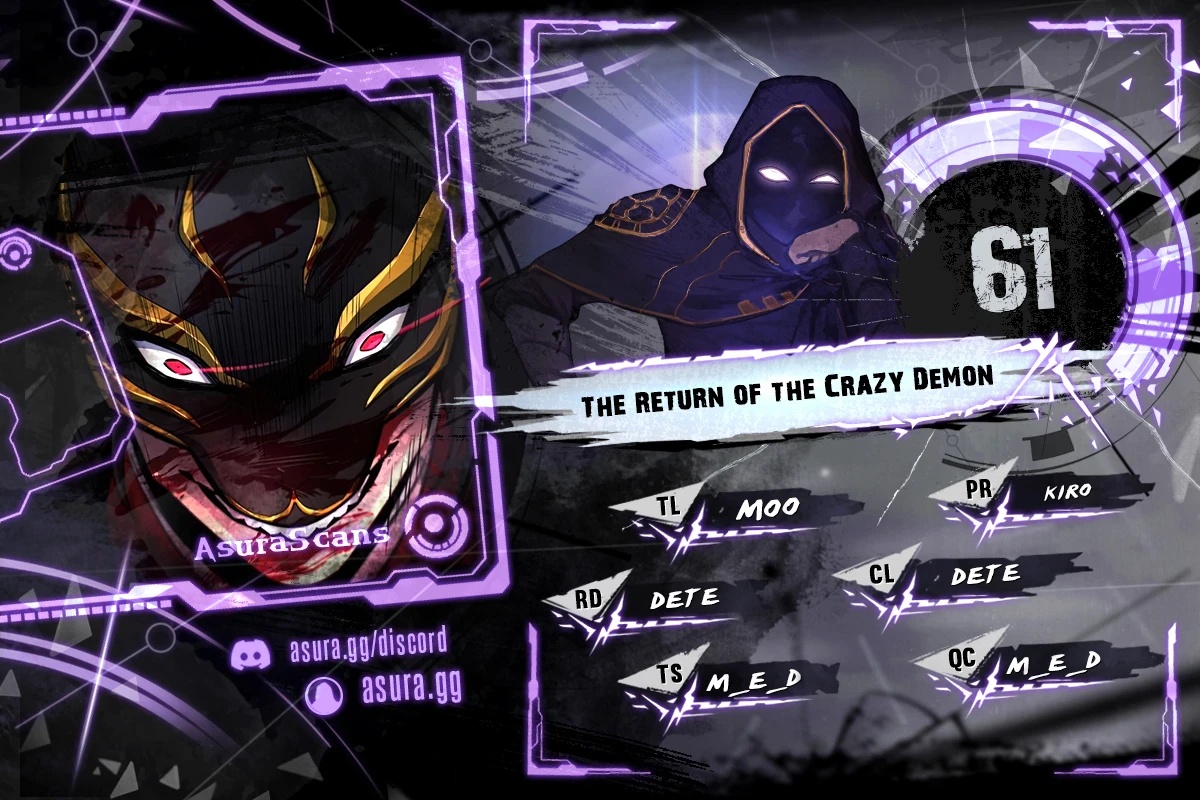 61
THE RETURN OF THE CRAZY DEMON
AsuraScans
TL MOO
PR KIRO
RD DETE
CL DETE
TS M_E_D
QC M_E_D
asura.gg/discord
asura.gg